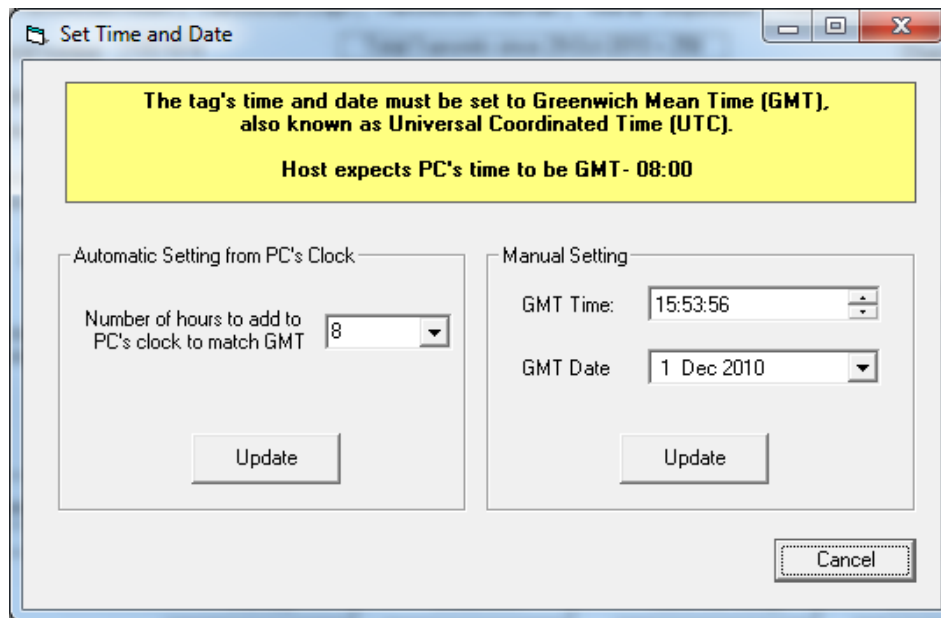 Set Time and Date
The tag's time and date must be set to Greenwich Mean Time (GMT),
also known as Universal Coordinated Time (UTC).
Host expects PC's time to be GMT- 08:00
Automatic Setting from PC's Clock
Number of hours to add to
PC's clock to match GMT
8
Update
Manual Setting
GMT Time:
15:53:56
GMT Date
1 Dec 2010
Update
Cancel